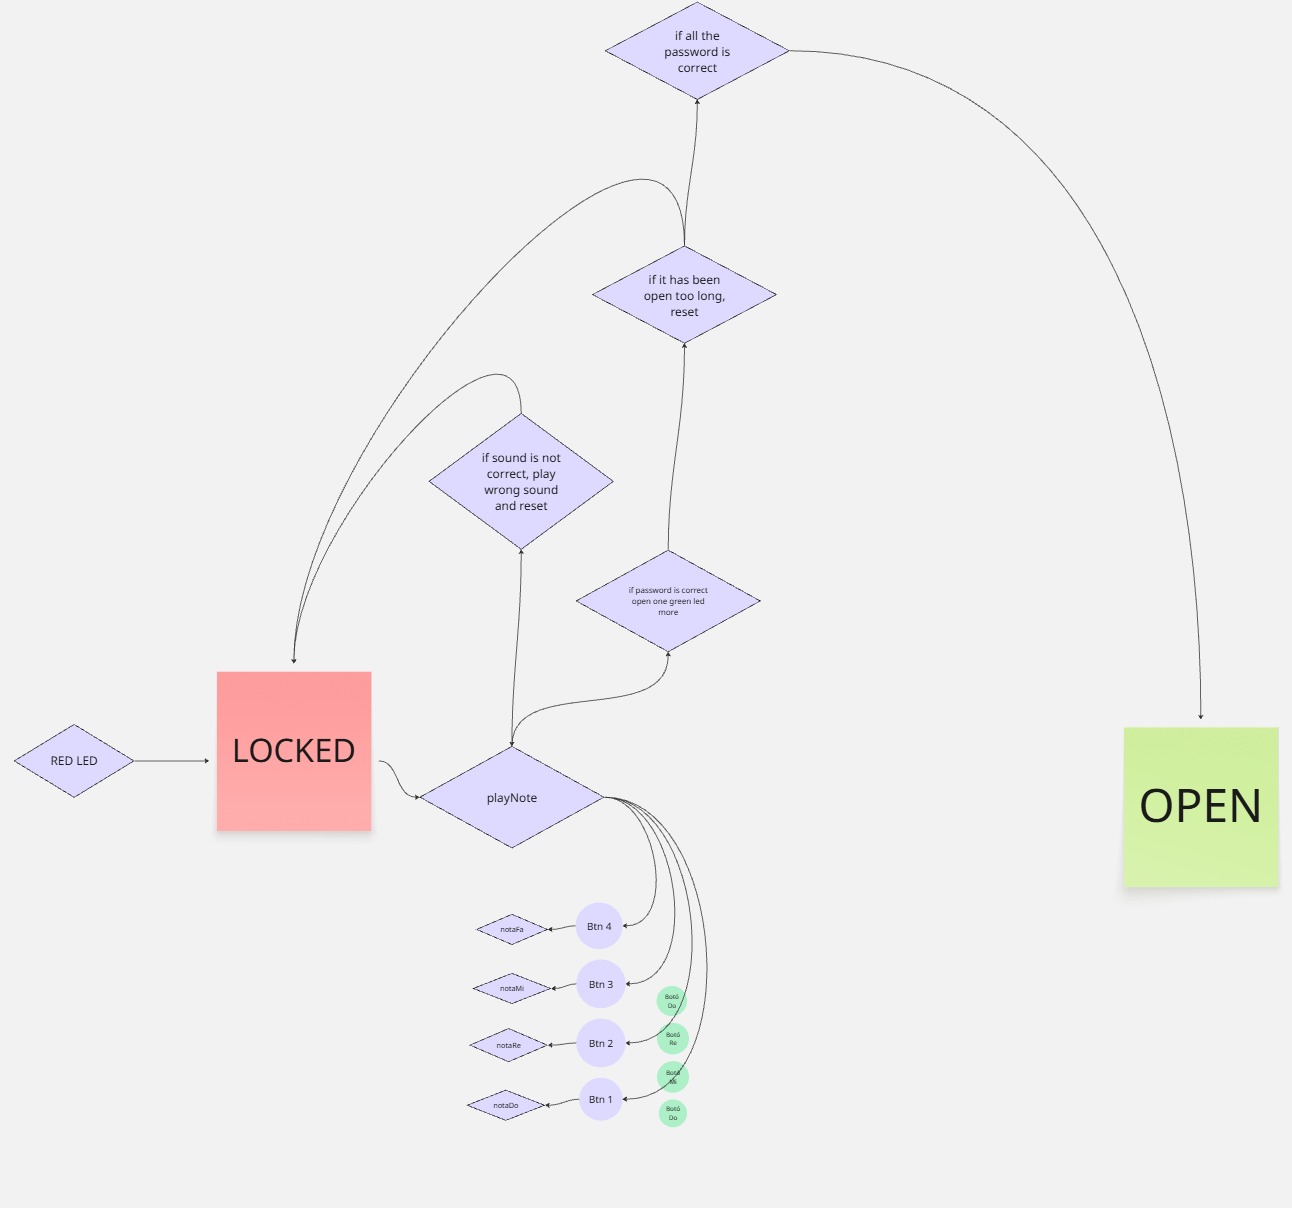 if all the
password is
correct
if it has been
open too long,
reset
if sound is not
correct, play
wrong sound
and reset
if password is correct
open one green led
more
RED LED
LOCKED
playNote
OPEN
notaFa
Btn 4
notaMi
Btn 3
Botó
Do
notaRe
Btn 2
Botó
Re
Botó
Mi
notaDo
Btn 1
Botó
Do